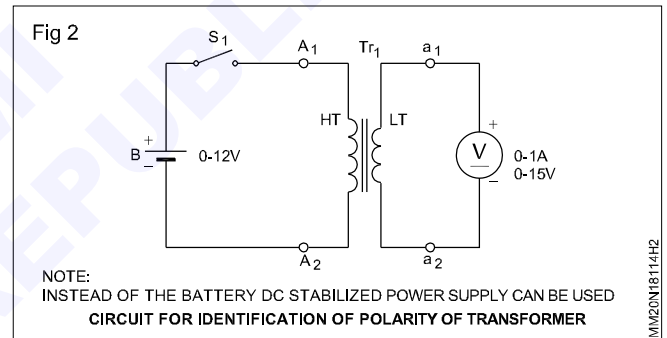 Fig 2
S1
A1
Tr1
a1
HT
LT
+
B
–
0-12V
+
V
–
0-1A
0-15V
A2
a2
NOTE:
INSTEAD OF THE BATTERY DC STABILIZED POWER SUPPLY CAN BE USED
CIRCUIT FOR IDENTIFICATION OF POLARITY OF TRANSFORMER
MM20N18114H2